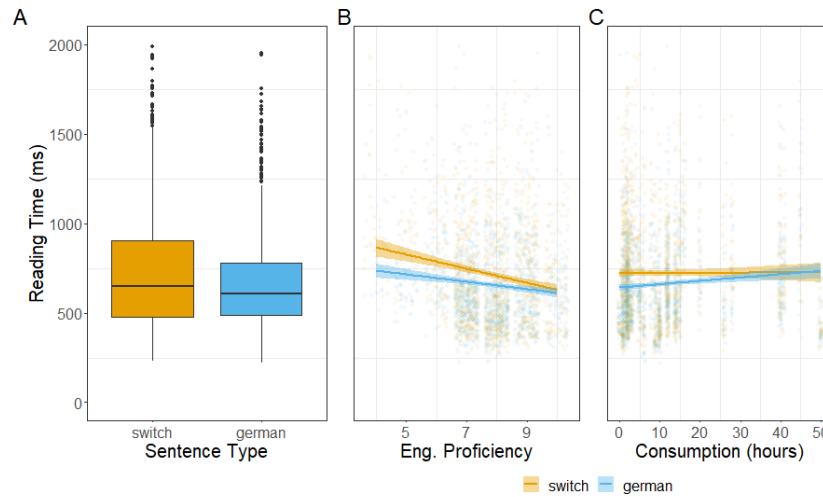 A
B
C
Reading Time (ms)
2000
1500
1000
500
0
switch german
Sentence Type
5 7 9
Eng. Proficiency
0 10 20 30 40 50
Consumption (hours)
switch german